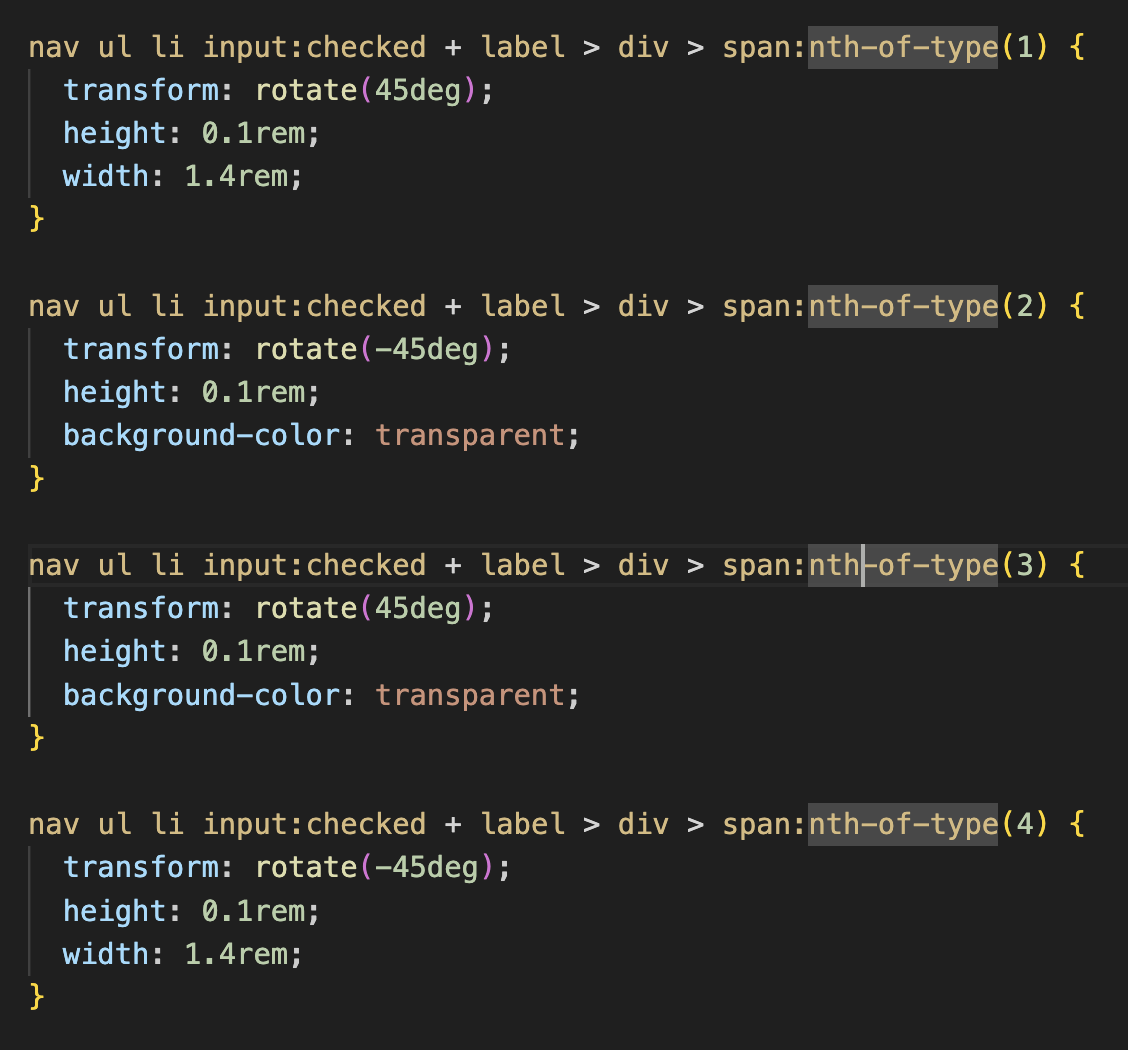 nav ul li input:checked + label > div > span:nth-of-type(1) {
  transform: rotate(45deg);
  height: 0.1rem;
  width: 1.4rem;
}

nav ul li input:checked + label > div > span:nth-of-type(2) {
  transform: rotate(-45deg);
  height: 0.1rem;
  background-color: transparent;
}

nav ul li input:checked + label > div > span:nth-of-type(3) {
  transform: rotate(45deg);
  height: 0.1rem;
  background-color: transparent;
}

nav ul li input:checked + label > div > span:nth-of-type(4) {
  transform: rotate(-45deg);
  height: 0.1rem;
  width: 1.4rem;
}